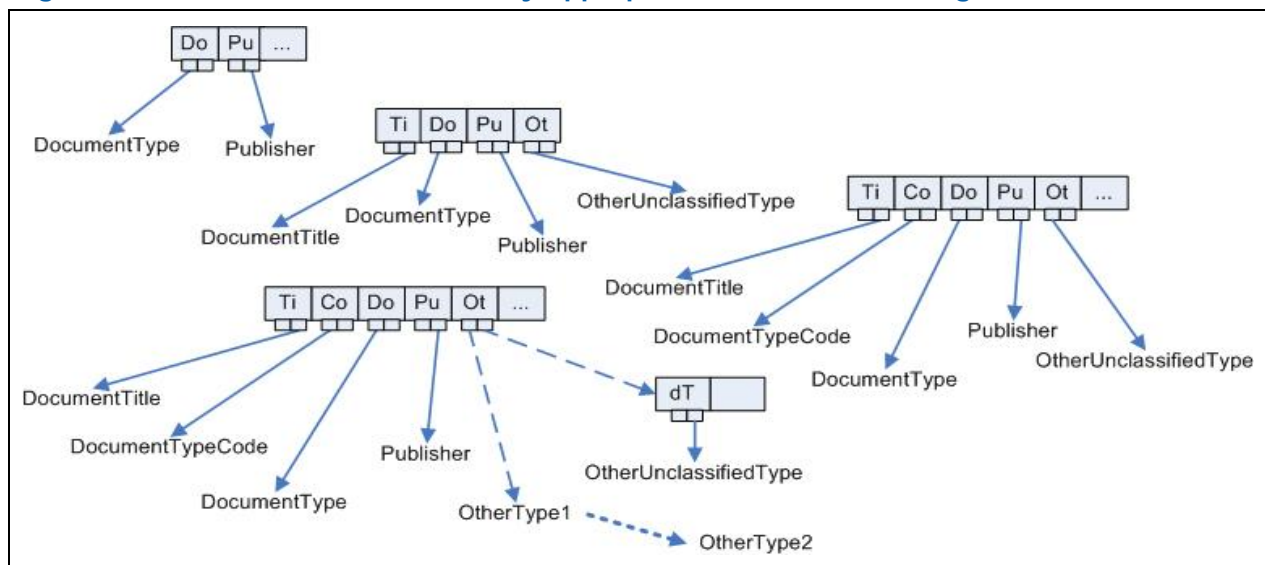 Do Pu ...
DocumentType
Publisher
Ti Do Pu Ot
DocumentTitle
DocumentType
Publisher
OtherUnclassifiedType
Ti Co Do Pu Ot ...
DocumentTitle
DocumentTypeCode
DocumentType
Publisher
OtherUnclassifiedType
Ti Co Do Pu Ot ...
DocumentTitle
DocumentTypeCode
DocumentType
Publisher
dT
OtherUnclassifiedType
OtherType1
OtherType2